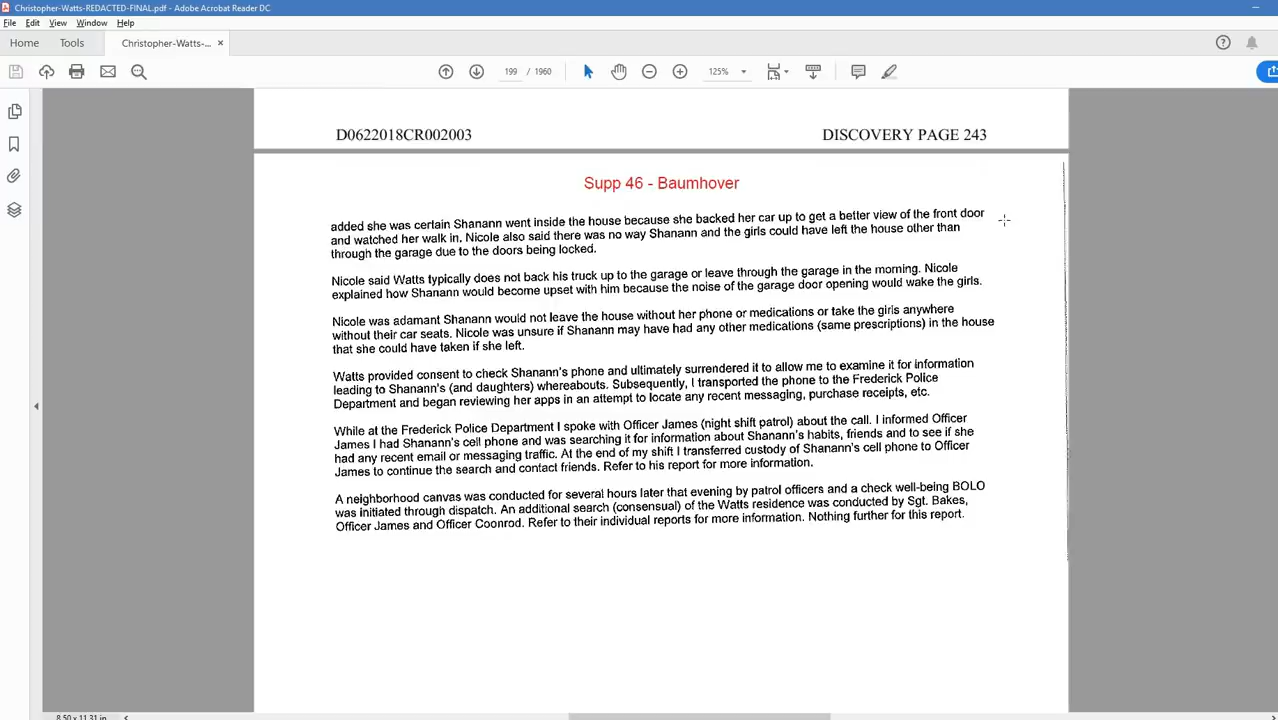 Christopher-Watts-REDACTED-FINAL.pdf - Adobe Acrobat Reader DC
File Edit View Window Help
Home Tools Christopher-Watts-... ×
199 / 1960 125%
D0622018CR002003 DISCOVERY PAGE 243
Supp 46 - Baumhover
added she was certain Shanann went inside the house because she backed her car up to get a better view of the front door
and watched her walk in. Nicole also said there was no way Shanann and the girls could have left the house other than
through the garage due to the doors being locked.
Nicole said Watts typically does not back his truck up to the garage or leave through the garage in the morning. Nicole
explained how Shanann would become upset with him because the noise of the garage door opening would wake the girls.
Nicole was adamant Shanann would not leave the house without her phone or medications or take the girls anywhere
without their car seats. Nicole was unsure if Shanann may have had any other medications (same prescriptions) in the house
that she could have taken if she left.
Watts provided consent to check Shanann's phone and ultimately surrendered it to allow me to examine it for information
leading to Shanann's (and daughters) whereabouts. Subsequently, I transported the phone to the Frederick Police
Department and began reviewing her apps in an attempt to locate any recent messaging, purchase receipts, etc.
While at the Frederick Police Department I spoke with Officer James (night shift patrol) about the call. I informed Officer
James I had Shanann's cell phone and was searching it for information about Shanann's habits, friends and to see if she
had any recent email or messaging traffic. At the end of my shift I transferred custody of Shanann's cell phone to Officer
James to continue the search and contact friends. Refer to his report for more information.
A neighborhood canvas was conducted for several hours later that evening by patrol officers and a check well-being BOLO
was initiated through dispatch. An additional search (consensual) of the Watts residence was conducted by Sgt. Bakes,
Officer James and Officer Coonrod. Refer to their individual reports for more information. Nothing further for this report.
8.50 x 11.31 in